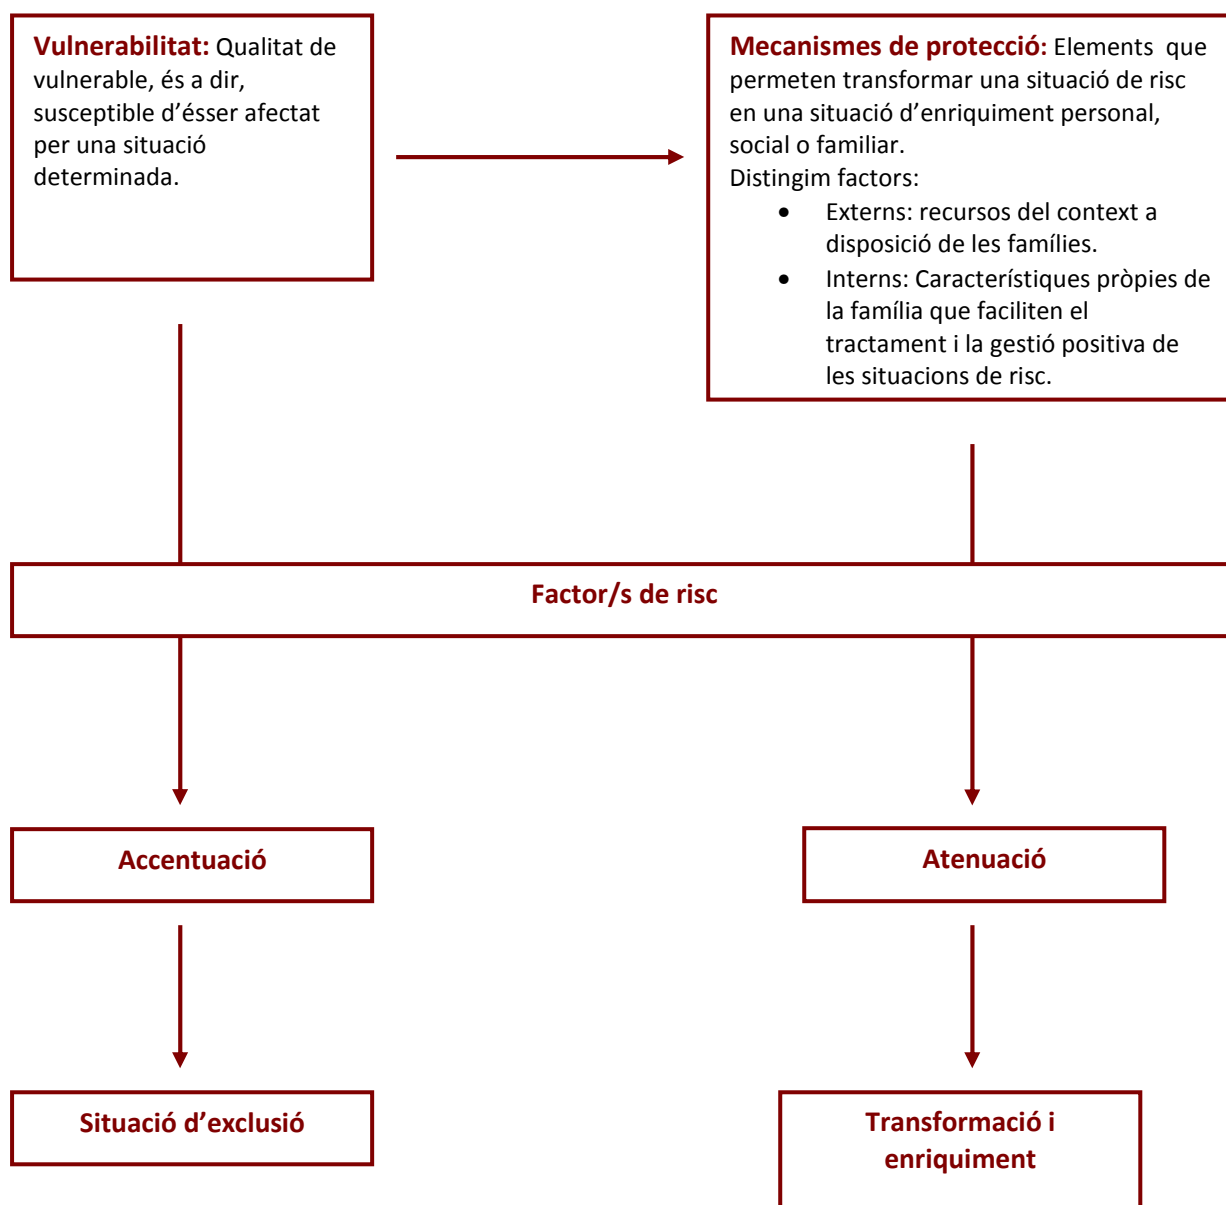 Vulnerabilitat: Qualitat de
vulnerable, és a dir,
susceptible d’ésser afectat
per una situació
determinada.
Mecanismes de protecció: Elements que
permeten transformar una situació de risc
en una situació d’enriquiment personal,
social o familiar.
Distingim factors:
• Externs: recursos del context a
disposició de les famílies.
• Interns: Característiques pròpies de
la família que faciliten el
tractament i la gestió positiva de
les situacions de risc.
Factor/s de risc
Accentuació
Atenuació
Situació d’exclusió
Transformació i
enriquiment